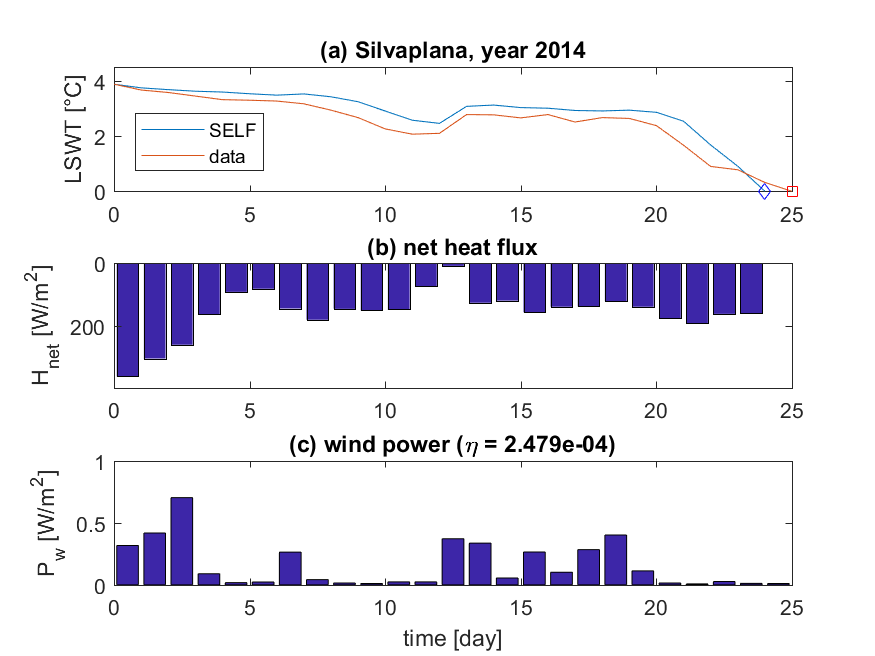 (a) Silvaplana, year 2014
LSWT [°C]
4
2
0
SELF
data
0 5 10 15 20 25
(b) net heat flux
H_net [W/m²]
0
200
0 5 10 15 20 25
(c) wind power (η = 2.479e-04)
P_w [W/m²]
1
0.5
0
0 5 10 15 20 25
time [day]